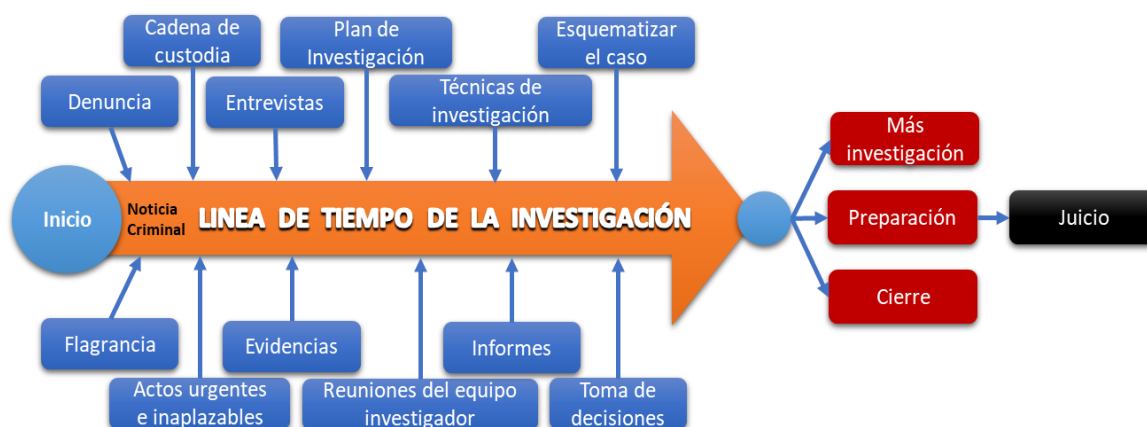 Cadena de
custodia
Plan de
Investigación
Esquematizar
el caso
Denuncia
Entrevistas
Técnicas de
investigación
Más
investigación
Inicio
Noticia
Criminal
LINEA DE TIEMPO DE LA INVESTIGACIÓN
Preparación
Juicio
Cierre
Flagrancia
Evidencias
Informes
Actos urgentes
e inaplazables
Reuniones del equipo
investigador
Toma de
decisiones